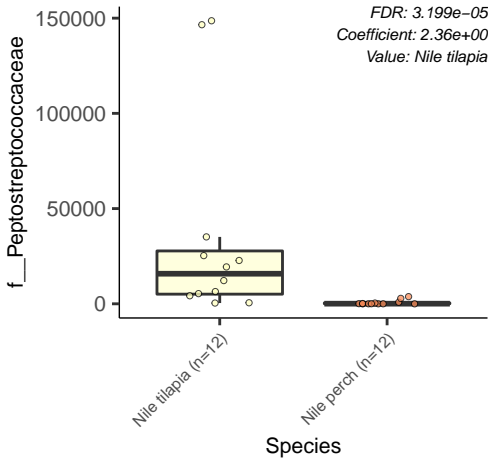 FDR: 3.199e−05
Coefficient: 2.36e+00
Value: Nile tilapia
f__Peptostreptococcaceae
150000
100000
50000
0
Nile tilapia (n=12)
Nile perch (n=12)
Species